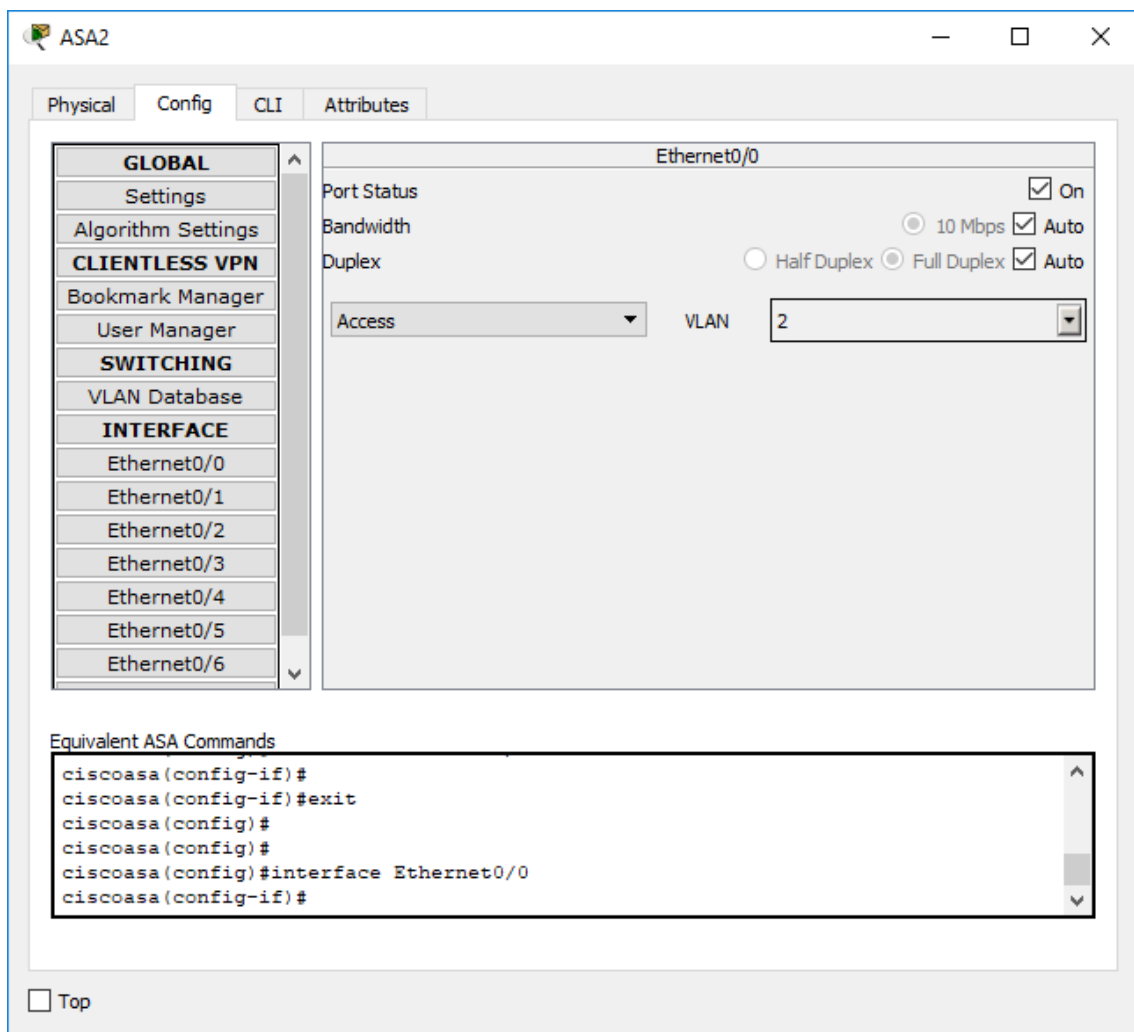 ASA2
Physical Config CLI Attributes
GLOBAL
Settings
Algorithm Settings
CLIENTLESS VPN
Bookmark Manager
User Manager
SWITCHING
VLAN Database
INTERFACE
Ethernet0/0
Ethernet0/1
Ethernet0/2
Ethernet0/3
Ethernet0/4
Ethernet0/5
Ethernet0/6
Ethernet0/0
Port Status On
Bandwidth 10 Mbps Auto
Duplex Half Duplex Full Duplex Auto
Access VLAN 2
Equivalent ASA Commands
ciscoasa(config-if)#
ciscoasa(config-if)#exit
ciscoasa(config)#
ciscoasa(config)#
ciscoasa(config)#interface Ethernet0/0
ciscoasa(config-if)#
Top